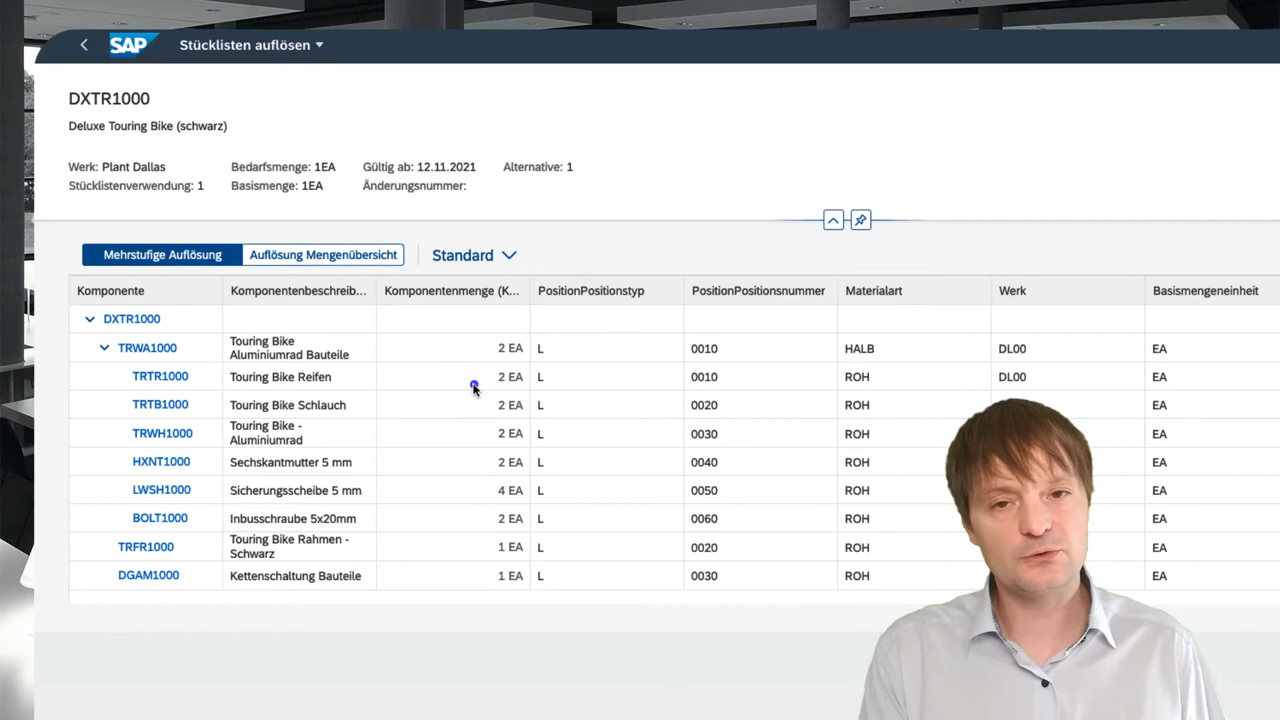 SAP Stücklisten auflösen
DXTR1000
Deluxe Touring Bike (schwarz)
Werk: Plant Dallas Bedarfsmenge: 1EA Gültig ab: 12.11.2021 Alternative: 1
Stücklistenverwendung: 1 Basismenge: 1EA Änderungsnummer:
Mehrstufige Auflösung Auflösung Mengenübersicht Standard
Komponente Komponentenbeschreib... Komponentenmenge (K... PositionPositionstyp PositionPositionsnummer Materialart Werk Basismengeneinheit
DXTR1000
TRWA1000 Touring Bike Aluminiumrad Bauteile 2 EA L 0010 HALB DL00 EA
TRTR1000 Touring Bike Reifen 2 EA L 0010 ROH DL00 EA
TRTB1000 Touring Bike Schlauch 2 EA L 0020 ROH EA
TRWH1000 Touring Bike - Aluminiumrad 2 EA L 0030 ROH EA
HXNT1000 Sechskantmutter 5 mm 2 EA L 0040 ROH EA
LWSH1000 Sicherungsscheibe 5 mm 4 EA L 0050 ROH EA
BOLT1000 Inbusschraube 5x20mm 2 EA L 0060 ROH EA
TRFR1000 Touring Bike Rahmen - Schwarz 1 EA L 0020 ROH EA
DGAM1000 Kettenschaltung Bauteile 1 EA L 0030 ROH EA